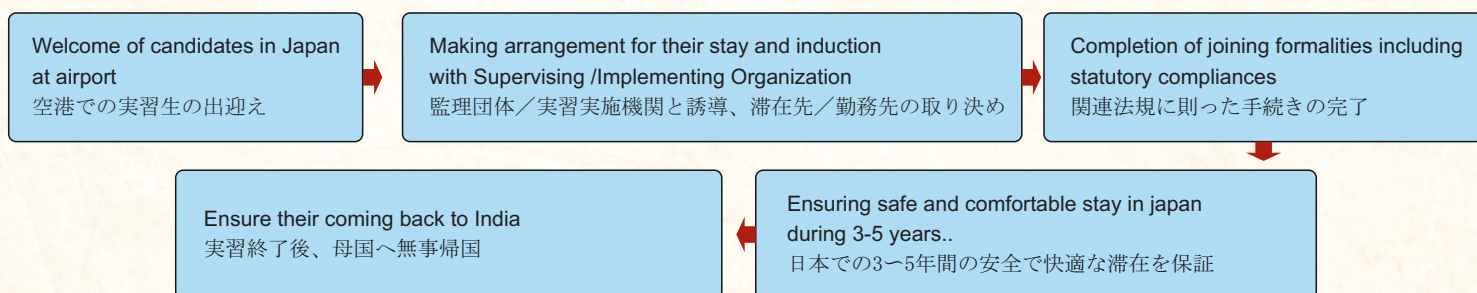 Welcome of candidates in Japan
at airport
空港での実習生の出迎え
Making arrangement for their stay and induction
with Supervising /Implementing Organization
監理団体／実習実施機関と誘導、滞在先／勤務先の取り決め
Completion of joining formalities including
statutory compliances
関連法規に則った手続きの完了
Ensuring safe and comfortable stay in japan
during 3-5 years..
日本での3〜5年間の安全で快適な滞在を保証
Ensure their coming back to India
実習終了後、母国へ無事帰国